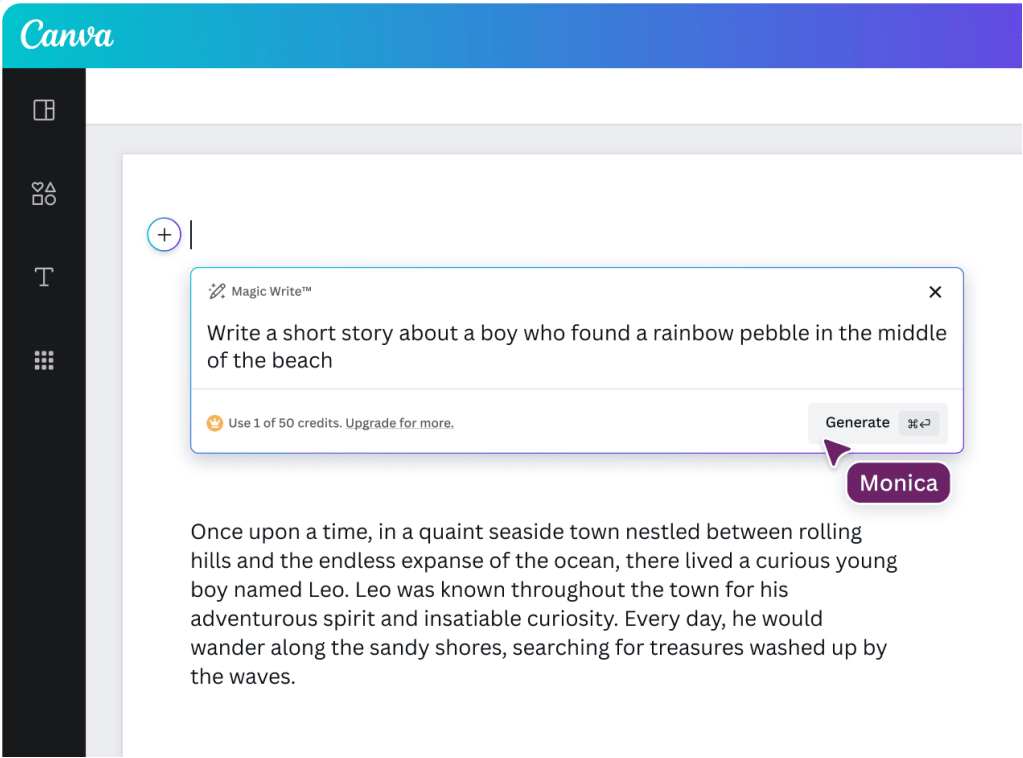 Canva
Magic Write™
Write a short story about a boy who found a rainbow pebble in the middle
of the beach
Use 1 of 50 credits. Upgrade for more.
Generate ⌘↵
Monica
Once upon a time, in a quaint seaside town nestled between rolling
hills and the endless expanse of the ocean, there lived a curious young
boy named Leo. Leo was known throughout the town for his
adventurous spirit and insatiable curiosity. Every day, he would
wander along the sandy shores, searching for treasures washed up by
the waves.